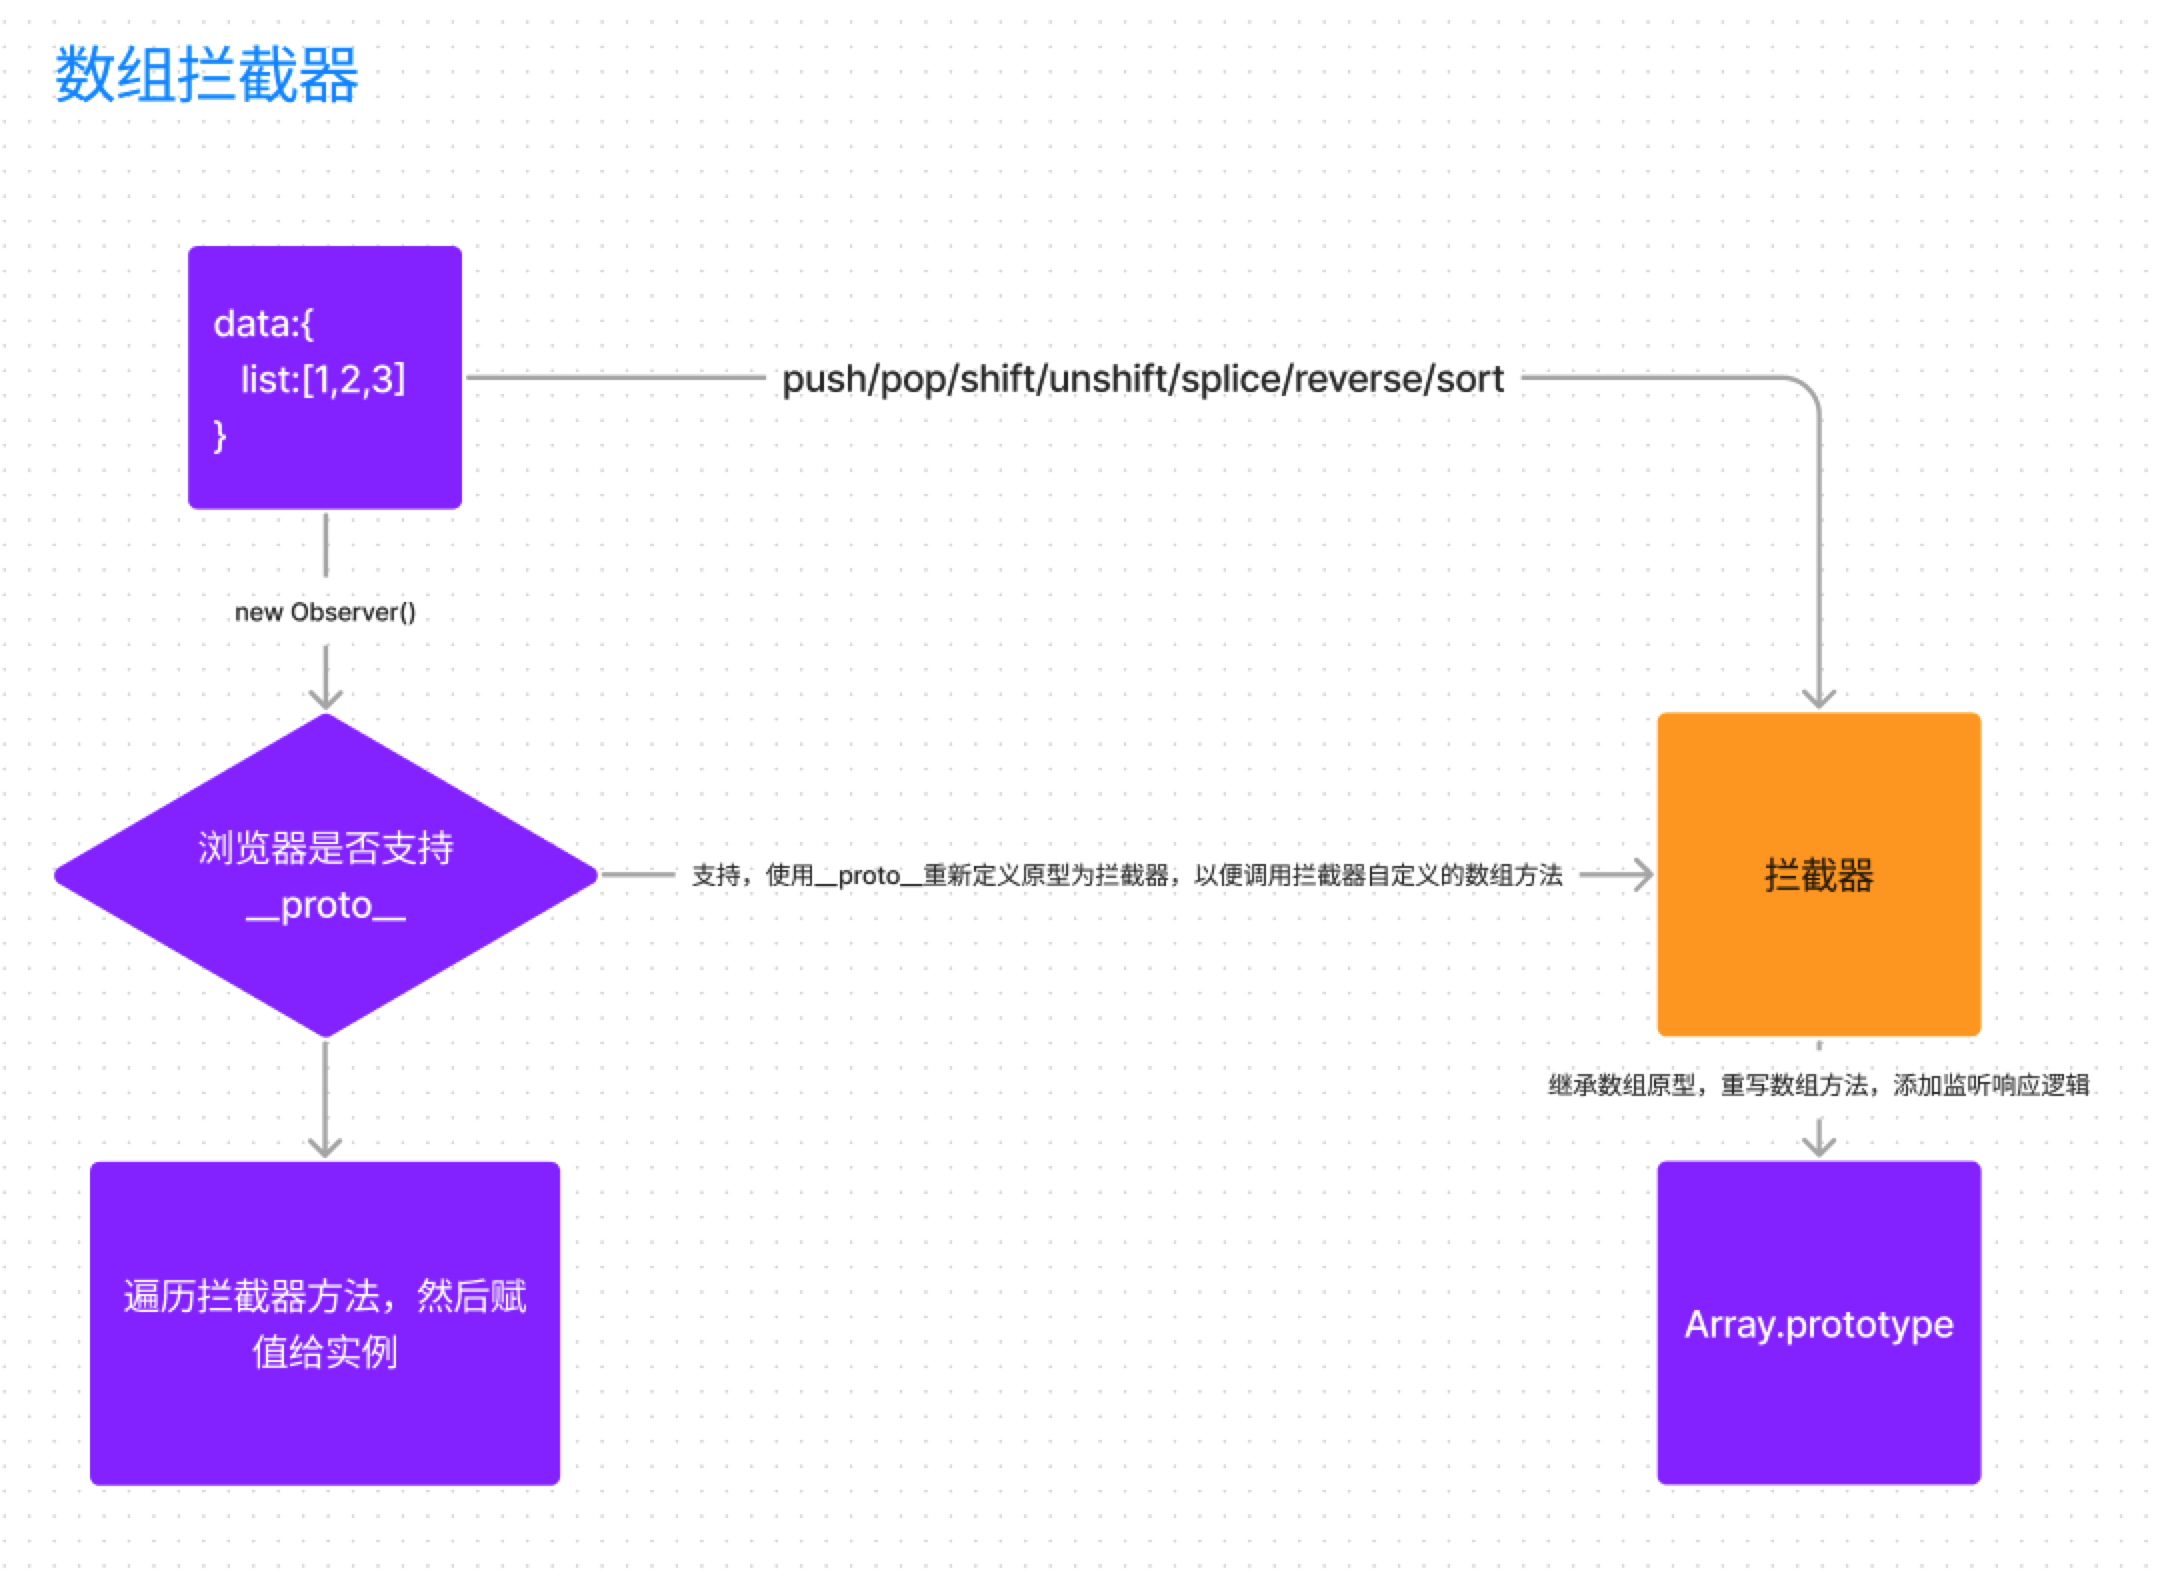 数组拦截器
data:{
list:[1,2,3]
}
push/pop/shift/unshift/splice/reverse/sort
new Observer()
浏览器是否支持
__proto__
支持，使用__proto__重新定义原型为拦截器，以便调用拦截器自定义的数组方法
拦截器
继承数组原型，重写数组方法，添加监听响应逻辑
遍历拦截器方法，然后赋
值给实例
Array.prototype